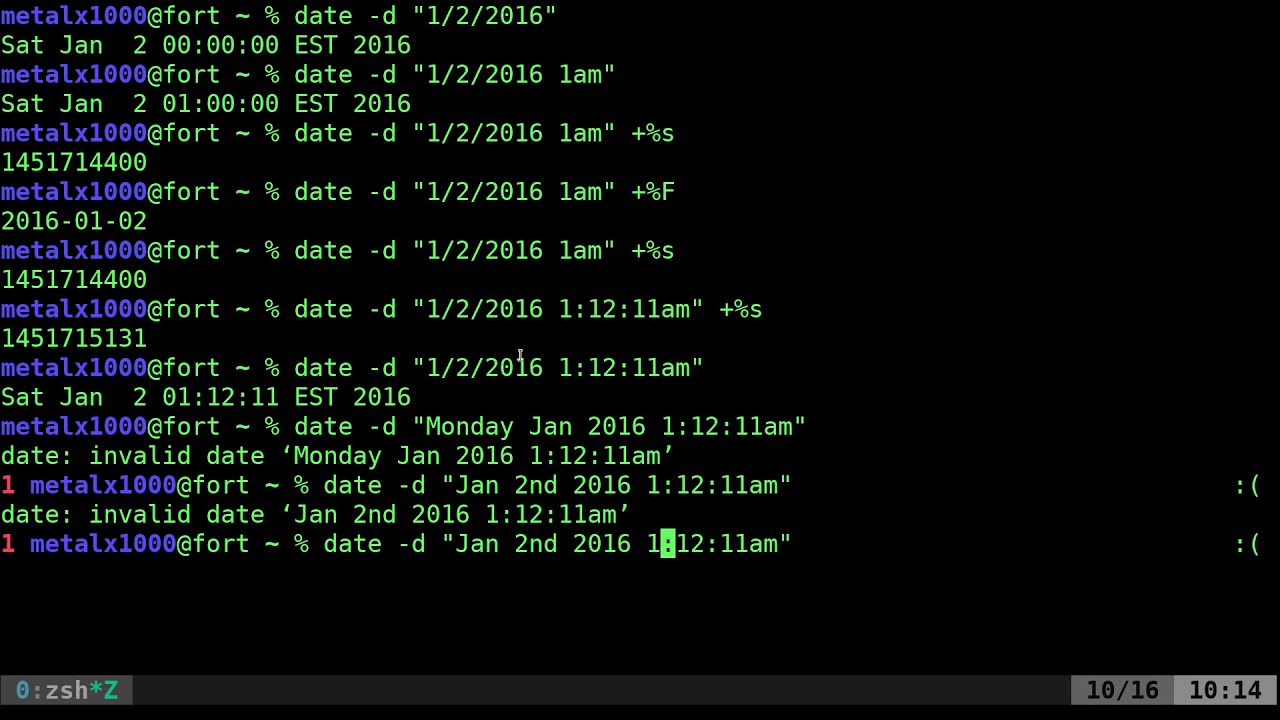 metalx1000@fort ~ % date -d "1/2/2016"
Sat Jan  2 00:00:00 EST 2016
metalx1000@fort ~ % date -d "1/2/2016 1am"
Sat Jan  2 01:00:00 EST 2016
metalx1000@fort ~ % date -d "1/2/2016 1am" +%s
1451714400
metalx1000@fort ~ % date -d "1/2/2016 1am" +%F
2016-01-02
metalx1000@fort ~ % date -d "1/2/2016 1am" +%s
1451714400
metalx1000@fort ~ % date -d "1/2/2016 1:12:11am" +%s
1451715131
metalx1000@fort ~ % date -d "1/2/2016 1:12:11am"
Sat Jan  2 01:12:11 EST 2016
metalx1000@fort ~ % date -d "Monday Jan 2016 1:12:11am"
date: invalid date ‘Monday Jan 2016 1:12:11am’
1 metalx1000@fort ~ % date -d "Jan 2nd 2016 1:12:11am" :(
date: invalid date ‘Jan 2nd 2016 1:12:11am’
1 metalx1000@fort ~ % date -d "Jan 2nd 2016 1:12:11am" :(
0:zsh*Z 10/16 10:14